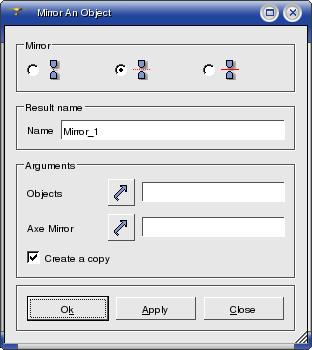 Mirror An Object
Mirror
Result name
Name Mirror_1
Arguments
Objects
Axe Mirror
Create a copy
Ok Apply Close